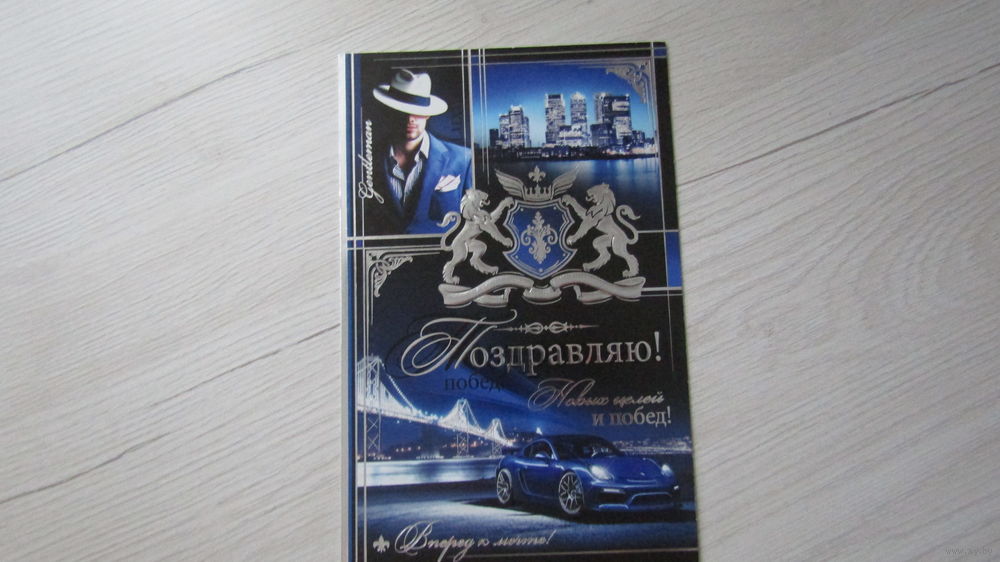 Gentleman
Поздравляю!
побед
Новых целей
и побед!
Вперед к мечте!